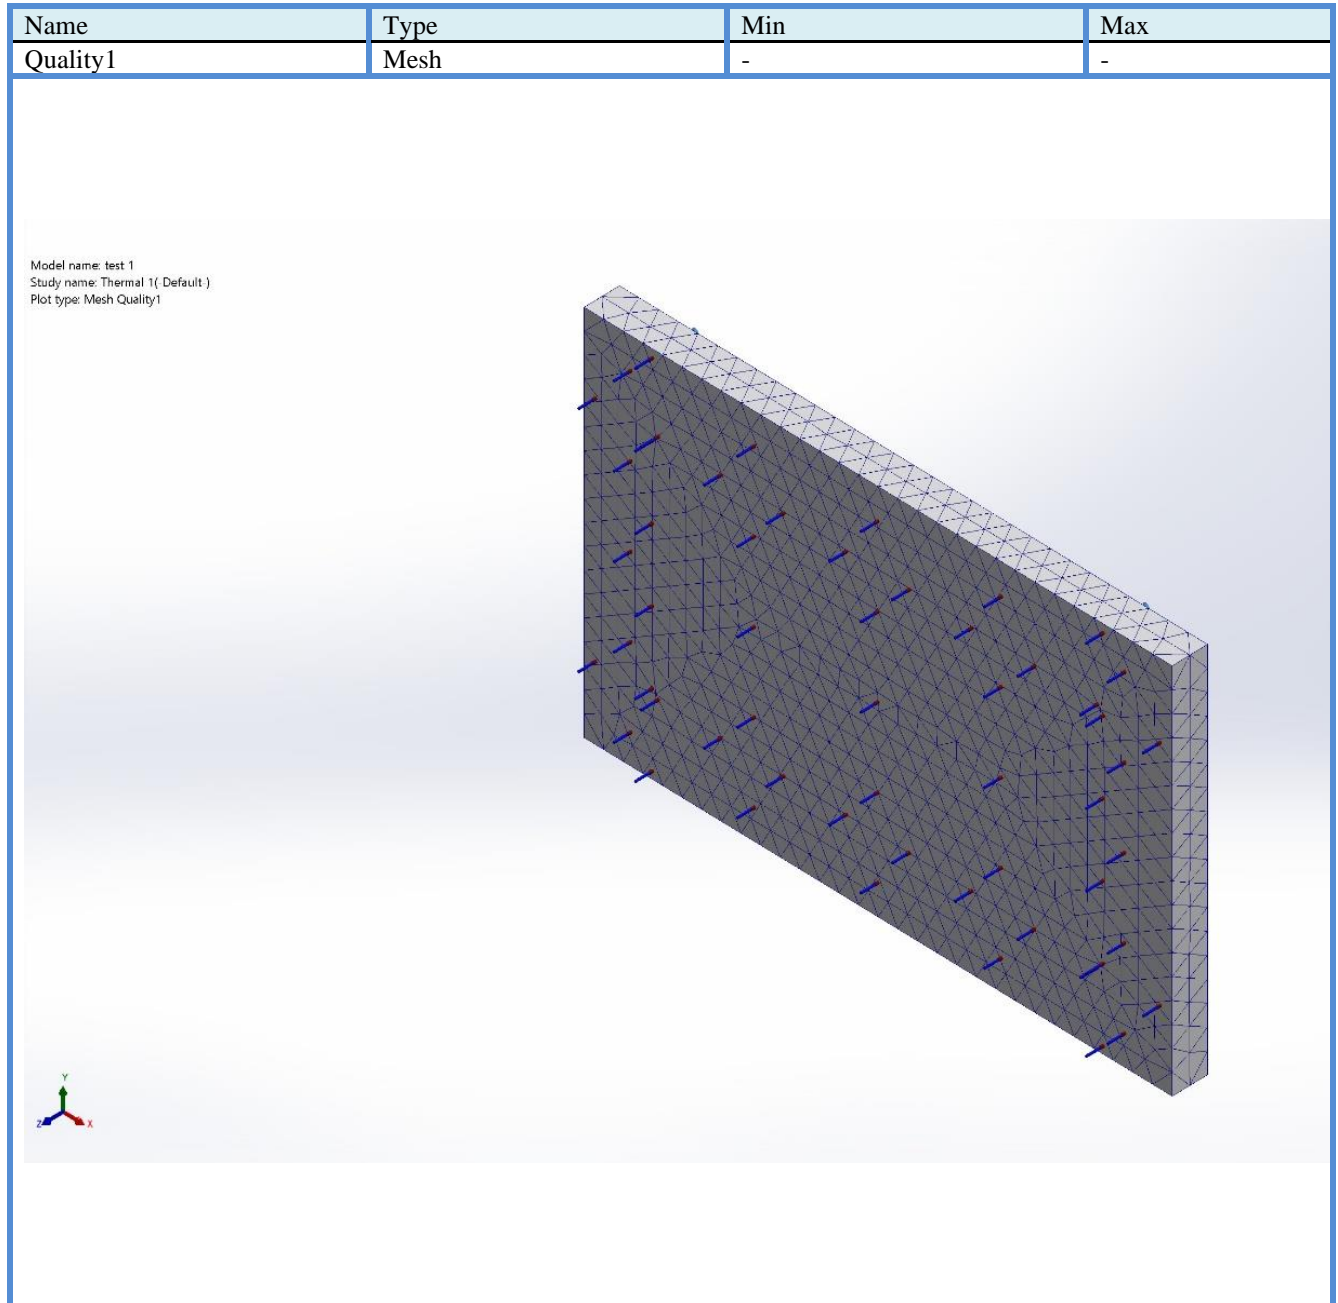 Name Type Min Max
Quality1 Mesh - -
Model name: test 1
Study name: Thermal 1(-Default-)
Plot type: Mesh Quality1
Y
Z X